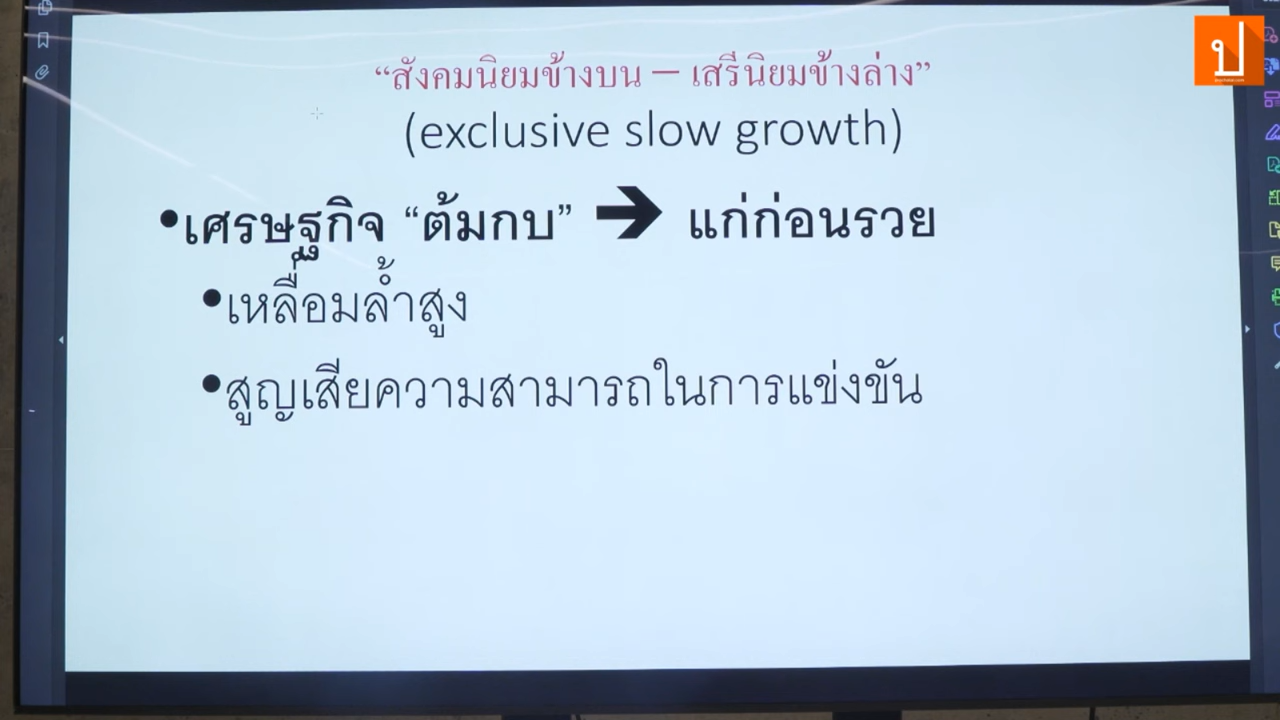 ป
“สังคมนิยมข้างบน – เสรีนิยมข้างล่าง”
(exclusive slow growth)
•เศรษฐกิจ “ต้มกบ” ➔ แก่ก่อนรวย
•เหลื่อมล้ำสูง
•สูญเสียความสามารถในการแข่งขัน